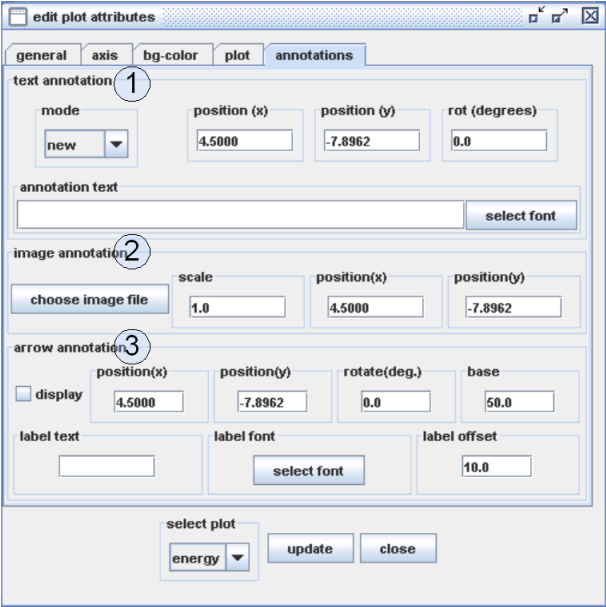 edit plot attributes
general axis bg-color plot annotations
text annotation 1
mode position (x) position (y) rot (degrees)
new 4.5000 -7.8962 0.0
annotation text
select font
image annotation 2
scale position(x) position(y)
choose image file 1.0 4.5000 -7.8962
arrow annotation 3
position(x) position(y) rotate(deg.) base
display 4.5000 -7.8962 0.0 50.0
label text label font label offset
select font 10.0
select plot
energy update close